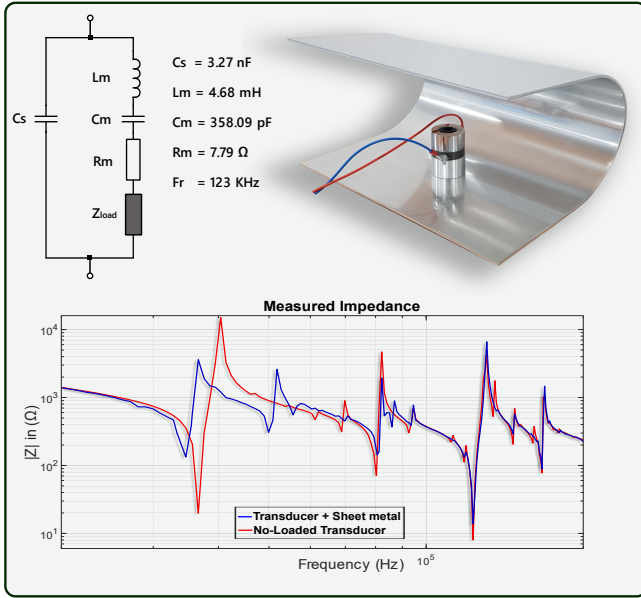 Cs
Lm
Cm
Rm
Zload
Cs = 3.27 nF
Lm = 4.68 mH
Cm = 358.09 pF
Rm = 7.79 Ω
Fr = 123 KHz
Measured Impedance
|Z| in (Ω)
10⁴
10³
10²
10¹
Transducer + Sheet metal
No-Loaded Transducer
Frequency (Hz)
10⁵